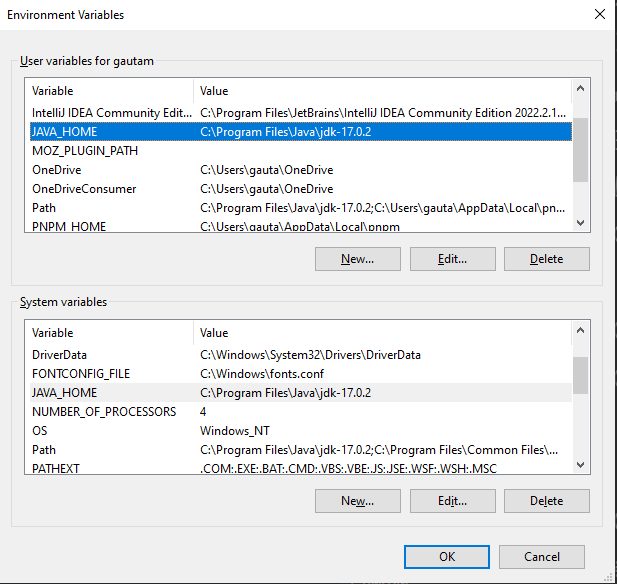 Environment Variables
User variables for gautam
Variable Value
IntelliJ IDEA Community Edit... C:\Program Files\JetBrains\IntelliJ IDEA Community Edition 2022.2.1...
JAVA_HOME C:\Program Files\Java\jdk-17.0.2
MOZ_PLUGIN_PATH
OneDrive C:\Users\gauta\OneDrive
OneDriveConsumer C:\Users\gauta\OneDrive
Path C:\Program Files\Java\jdk-17.0.2;C:\Users\gauta\AppData\Local\pn...
PNPM_HOME C:\Users\gauta\AppData\Local\pnpm
New... Edit... Delete
System variables
Variable Value
DriverData C:\Windows\System32\Drivers\DriverData
FONTCONFIG_FILE C:\Windows\fonts.conf
JAVA_HOME C:\Program Files\Java\jdk-17.0.2
NUMBER_OF_PROCESSORS 4
OS Windows_NT
Path C:\Program Files\Java\jdk-17.0.2;C:\Program Files\Common Files\...
PATHEXT .COM;.EXE;.BAT;.CMD;.VBS;.VBE;.JS;.JSE;.WSF;.WSH;.MSC
New... Edit... Delete
OK Cancel